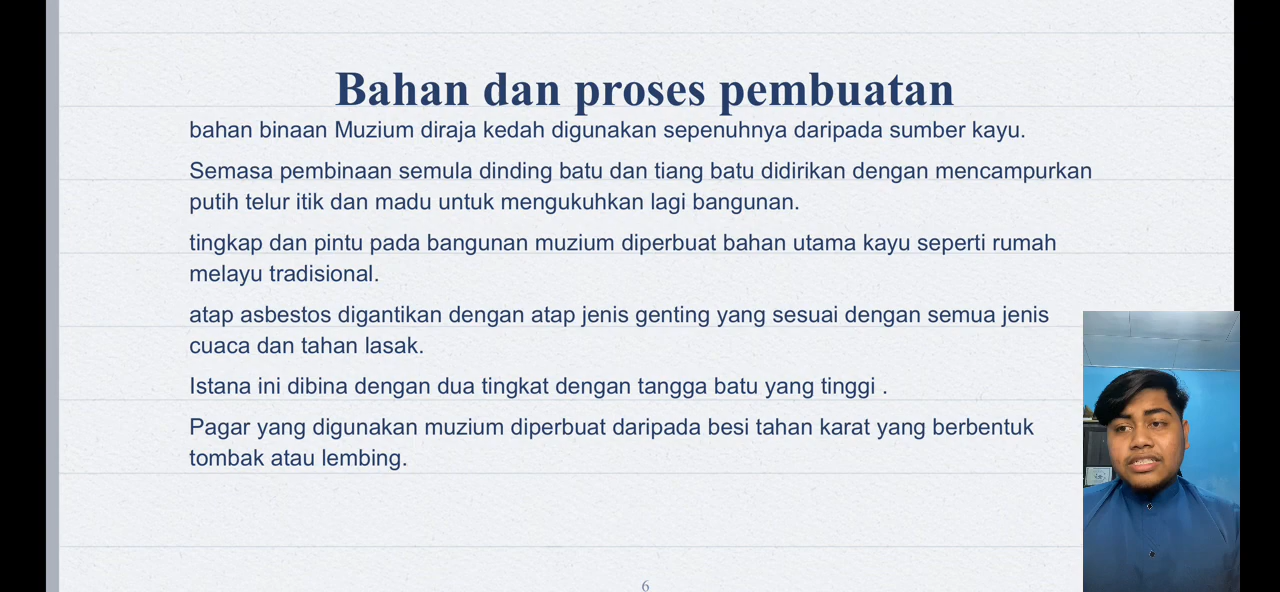 Bahan dan proses pembuatan
bahan binaan Muzium diraja kedah digunakan sepenuhnya daripada sumber kayu.
Semasa pembinaan semula dinding batu dan tiang batu didirikan dengan mencampurkan
putih telur itik dan madu untuk mengukuhkan lagi bangunan.
tingkap dan pintu pada bangunan muzium diperbuat bahan utama kayu seperti rumah
melayu tradisional.
atap asbestos digantikan dengan atap jenis genting yang sesuai dengan semua jenis
cuaca dan tahan lasak.
Istana ini dibina dengan dua tingkat dengan tangga batu yang tinggi .
Pagar yang digunakan muzium diperbuat daripada besi tahan karat yang berbentuk
tombak atau lembing.
6